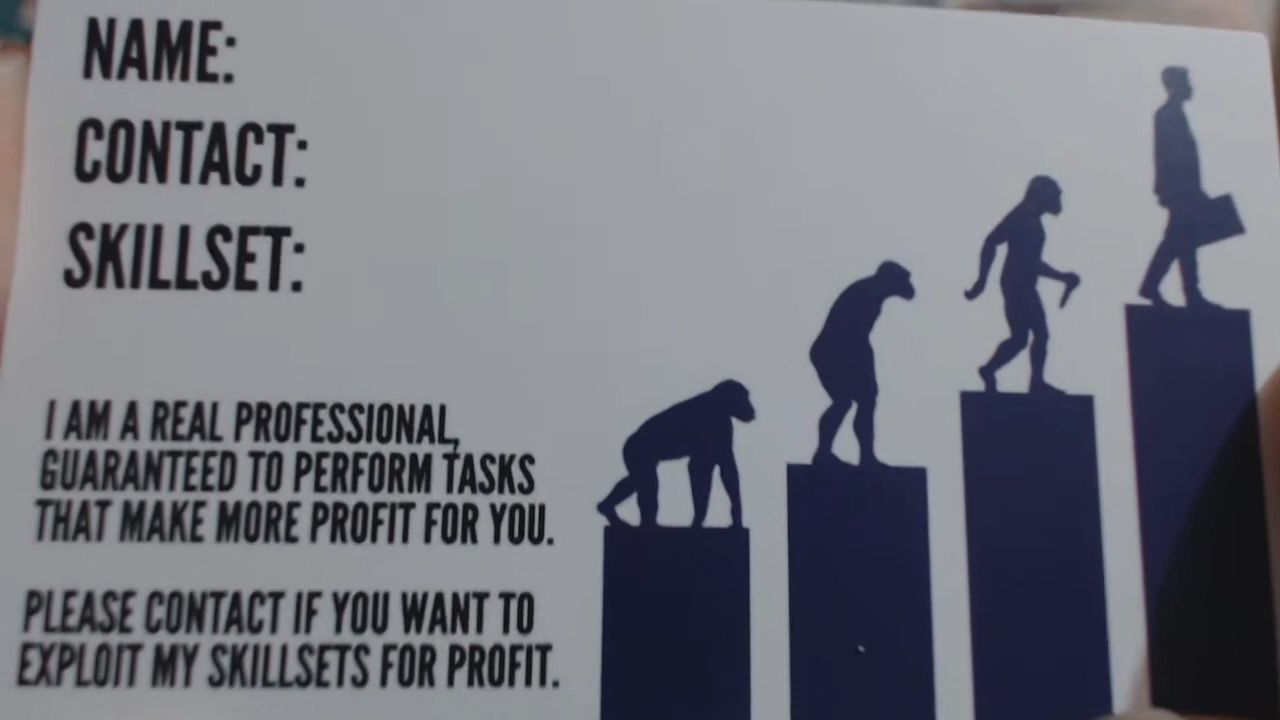 NAME:
CONTACT:
SKILLSET:
I AM A REAL PROFESSIONAL,
GUARANTEED TO PERFORM TASKS
THAT MAKE MORE PROFIT FOR YOU.
PLEASE CONTACT IF YOU WANT TO
EXPLOIT MY SKILLSETS FOR PROFIT.